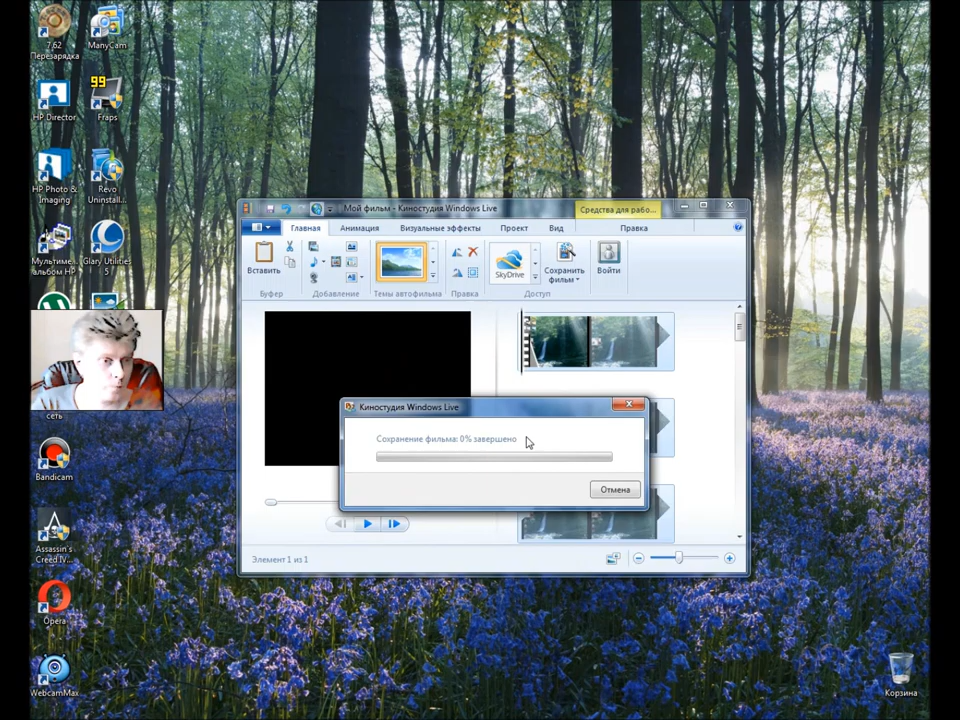 7.62
Перезарядка
ManyCam
HP Director
99
Fraps
HP Photo &
Imaging
Revo
Uninstall...
Мультиме...
альбом HP
Glary Utilities
5
сеть
Bandicam
Assassin's
Creed IV...
Opera
WebcamMax
Корзина
Мой фильм - Киностудия Windows Live
Средства для рабо...
Главная
Анимация
Визуальные эффекты
Проект
Вид
Правка
Вставить
SkyDrive
Сохранить
фильм
Войти
Буфер
Добавление
Темы автофильма
Правка
Доступ
Киностудия Windows Live
Сохранение фильма: 0% завершено
Отмена
Элемент 1 из 1